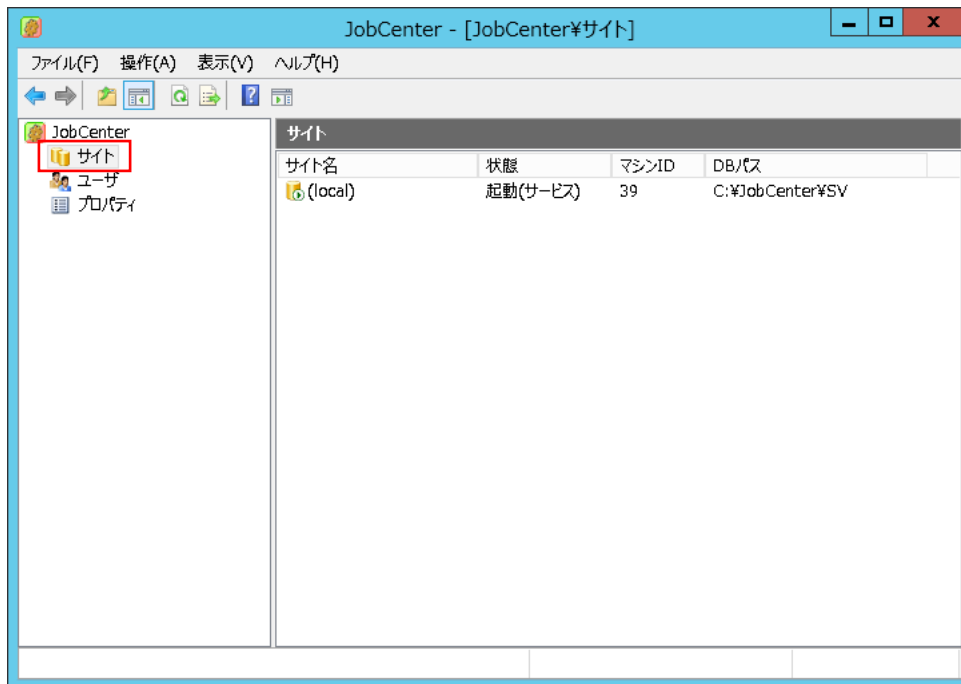 JobCenter - [JobCenter¥サイト]
ファイル(F) 操作(A) 表示(V) ヘルプ(H)
JobCenter
サイト
ユーザ
プロパティ
サイト
サイト名 状態 マシンID DBパス
(local) 起動(サービス) 39 C:¥JobCenter¥SV